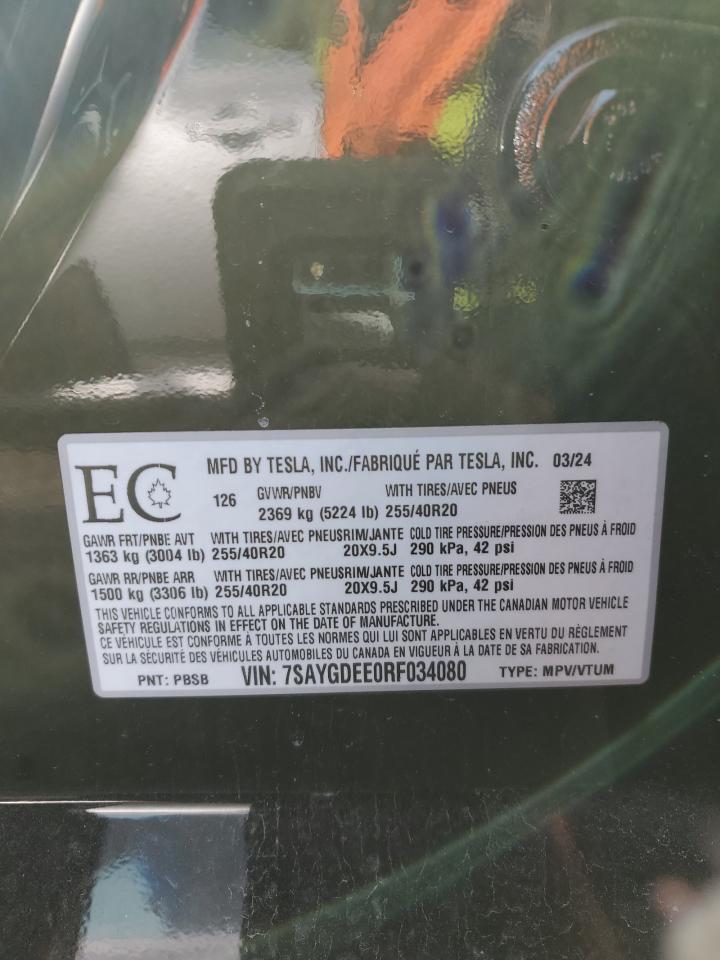 EC
MFD BY TESLA, INC./FABRIQUÉ PAR TESLA, INC. 03/24
126 GVWR/PNBV WITH TIRES/AVEC PNEUS
2369 kg (5224 lb) 255/40R20
GAWR FRT/PNBE AVT WITH TIRES/AVEC PNEUS RIM/JANTE COLD TIRE PRESSURE/PRESSION DES PNEUS À FROID
1363 kg (3004 lb) 255/40R20 20X9.5J 290 kPa, 42 psi
GAWR RR/PNBE ARR WITH TIRES/AVEC PNEUS RIM/JANTE COLD TIRE PRESSURE/PRESSION DES PNEUS À FROID
1500 kg (3306 lb) 255/40R20 20X9.5J 290 kPa, 42 psi
THIS VEHICLE CONFORMS TO ALL APPLICABLE STANDARDS PRESCRIBED UNDER THE CANADIAN MOTOR VEHICLE
SAFETY REGULATIONS IN EFFECT ON THE DATE OF MANUFACTURE.
CE VÉHICULE EST CONFORME À TOUTES LES NORMES QUI LUI SONT APPLICABLES EN VERTU DU RÈGLEMENT
SUR LA SÉCURITÉ DES VÉHICULES AUTOMOBILES DU CANADA EN VIGUEUR À LA DATE DE SA FABRICATION.
PNT: PBSB VIN: 7SAYGDEE0RF034080 TYPE: MPV/VTUM